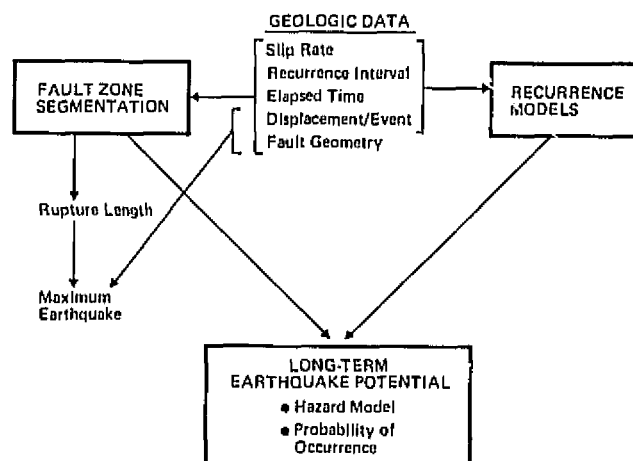 GEOLOGIC DATA
Slip Rate
Recurrence Interval
Elapsed Time
Displacement/Event
Fault Geometry
FAULT ZONE
SEGMENTATION
RECURRENCE
MODELS
Rupture Length
Maximum
Earthquake
LONG-TERM
EARTHQUAKE POTENTIAL
• Hazard Model
• Probability of
Occurrence